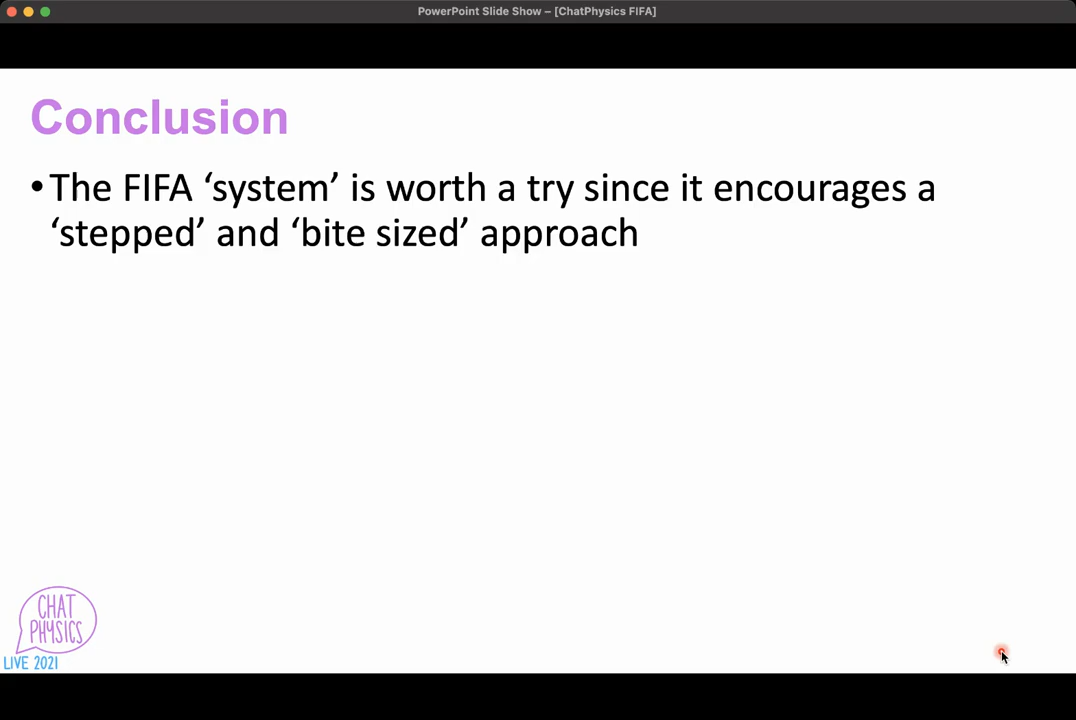 PowerPoint Slide Show – [ChatPhysics FIFA]
Conclusion
•The FIFA ‘system’ is worth a try since it encourages a
‘stepped’ and ‘bite sized’ approach
CHAT
PHYSICS
LIVE 2021